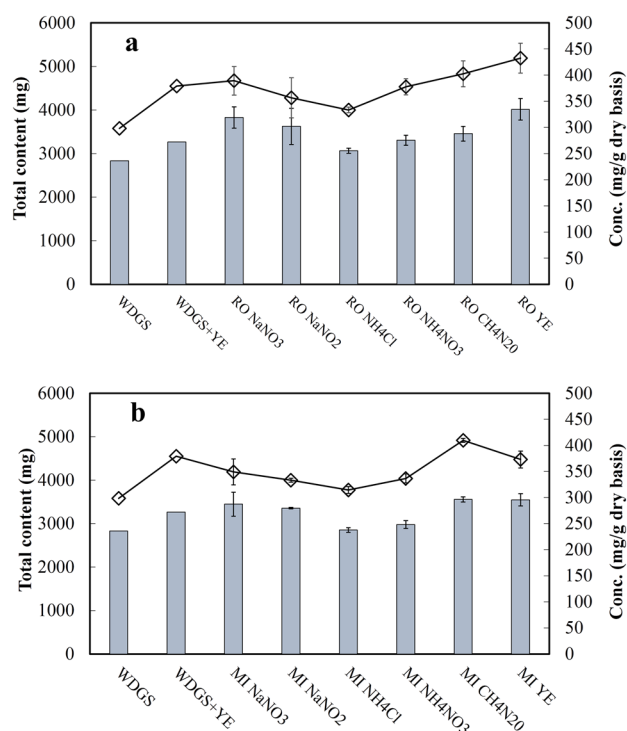 a
6000
5000
4000
3000
2000
1000
0
Total content (mg)
500
450
400
350
300
250
200
150
100
50
0
Conc. (mg/g dry basis)
WDGS
WDGS+YE
RO NaNO3
RO NaNO2
RO NH4Cl
RO NH4NO3
RO CH4N20
RO YE
b
6000
5000
4000
3000
2000
1000
0
Total content (mg)
500
450
400
350
300
250
200
150
100
50
0
Conc. (mg/g dry basis)
WDGS
WDGS+YE
MI NaNO3
MI NaNO2
MI NH4Cl
MI NH4NO3
MI CH4N20
MI YE